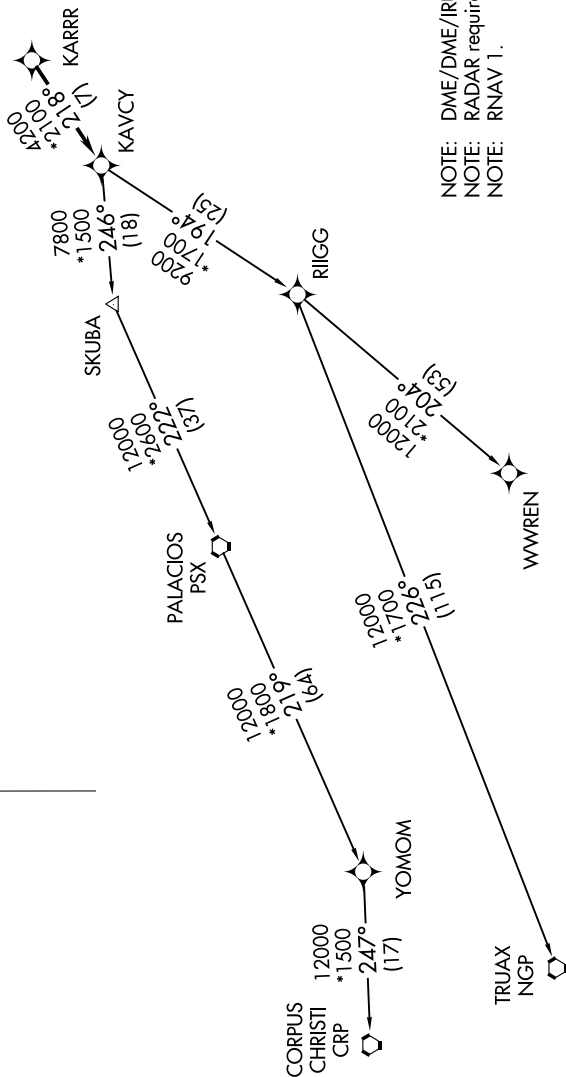 KARRR
4200
*2100
218°
(7)
KAVCY
7800
*1500
246°
(18)
SKUBA
9200
*1700
194°
(25)
RIIGG
12000
*2600
222°
(37)
PALACIOS
PSX
12000
*2100
204°
(53)
WWREN
12000
*1700
226°
(115)
12000
*1800
219°
(64)
YOMOM
12000
*1500
247°
(17)
CORPUS
CHRISTI
CRP
TRUAX
NGP
NOTE: DME/DME/IRU
NOTE: RADAR requir
NOTE: RNAV 1.